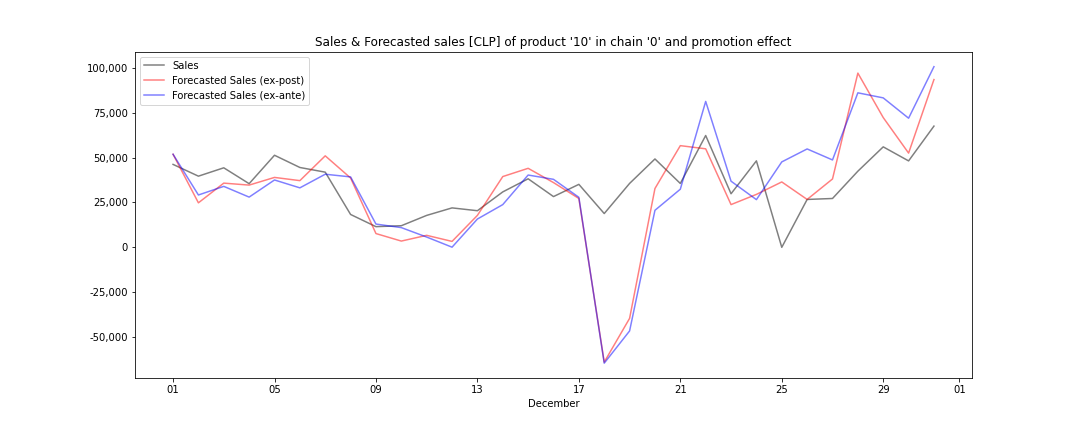 Sales & Forecasted sales [CLP] of product '10' in chain '0' and promotion effect
Sales
Forecasted Sales (ex-post)
Forecasted Sales (ex-ante)
100,000
75,000
50,000
25,000
0
-25,000
-50,000
01 05 09 13 17 21 25 29 01
December